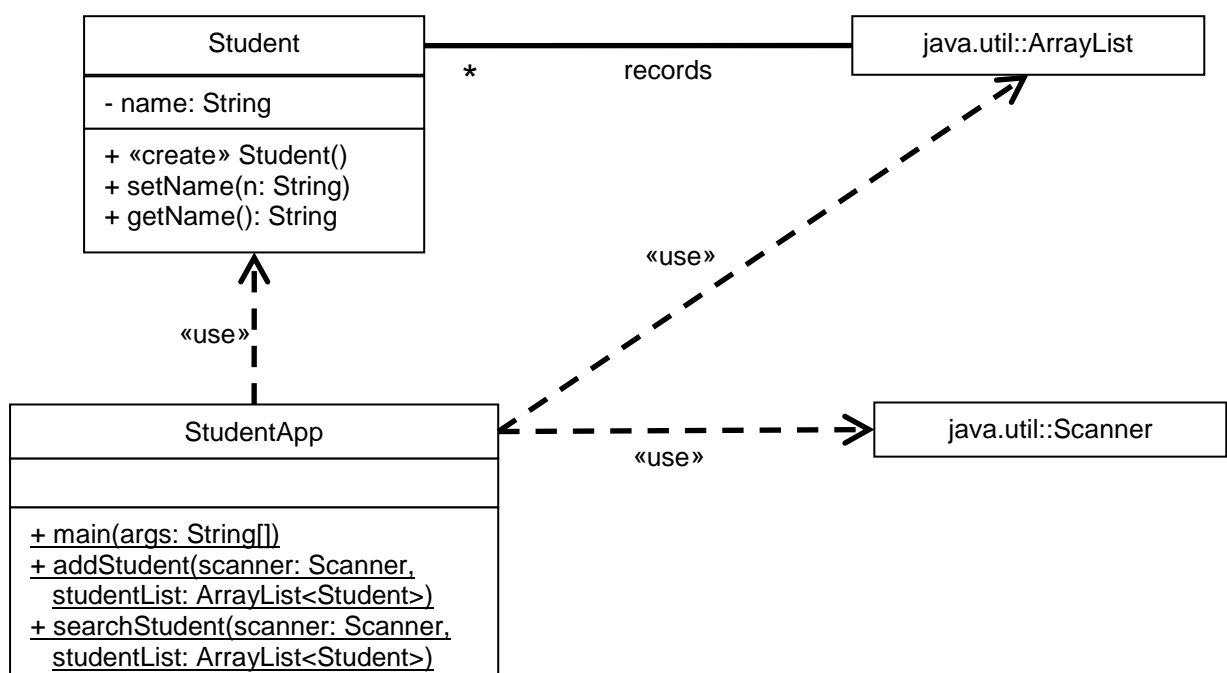 Student
java.util::ArrayList
*
records
- name: String
+ «create» Student()
+ setName(n: String)
+ getName(): String
«use»
«use»
StudentApp
java.util::Scanner
«use»
+ main(args: String[])
+ addStudent(scanner: Scanner,
studentList: ArrayList<Student>)
+ searchStudent(scanner: Scanner,
studentList: ArrayList<Student>)